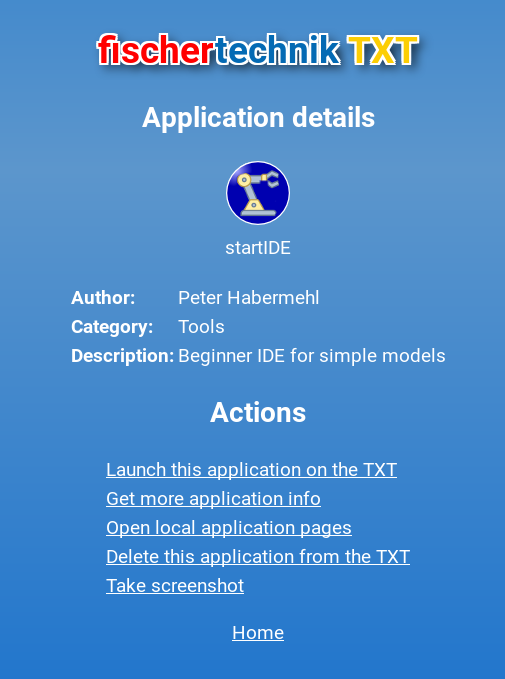 fischertechnik TXT
Application details
startIDE
Author: Peter Habermehl
Category: Tools
Description: Beginner IDE for simple models
Actions
Launch this application on the TXT
Get more application info
Open local application pages
Delete this application from the TXT
Take screenshot
Home